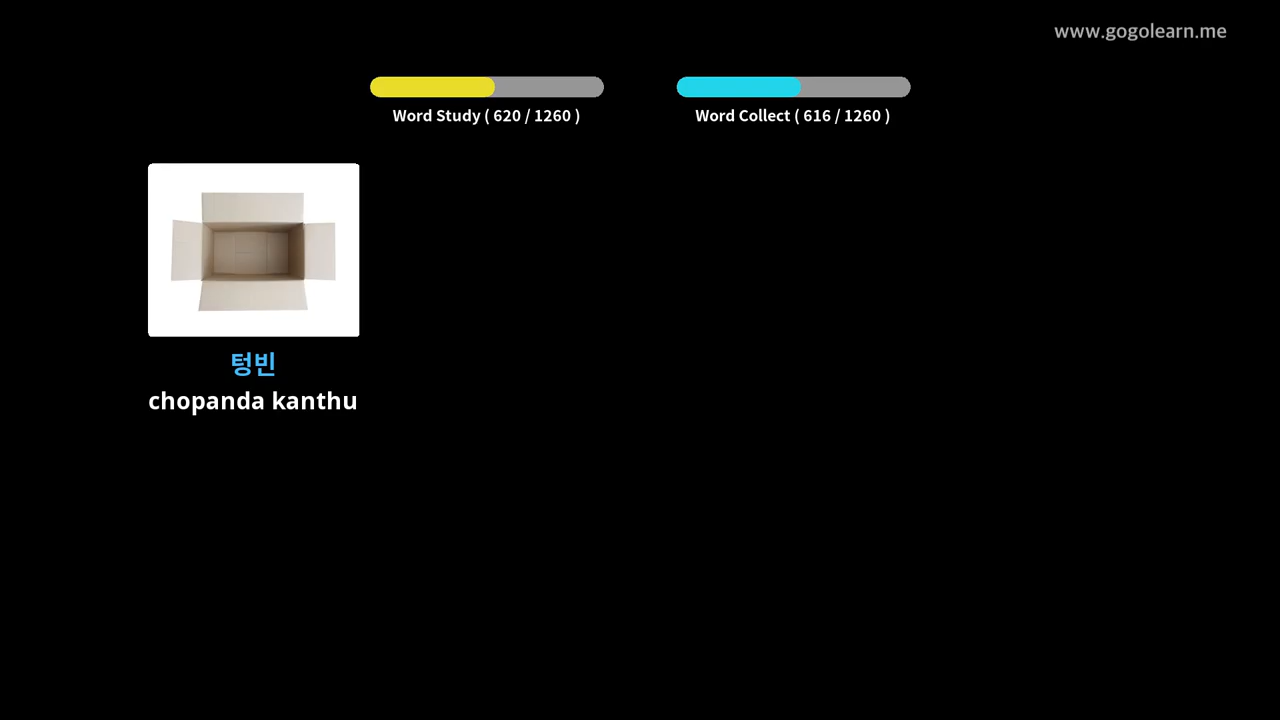 www.gogolearn.me
Word Study ( 620 / 1260 )
Word Collect ( 616 / 1260 )
텅빈
chopanda kanthu